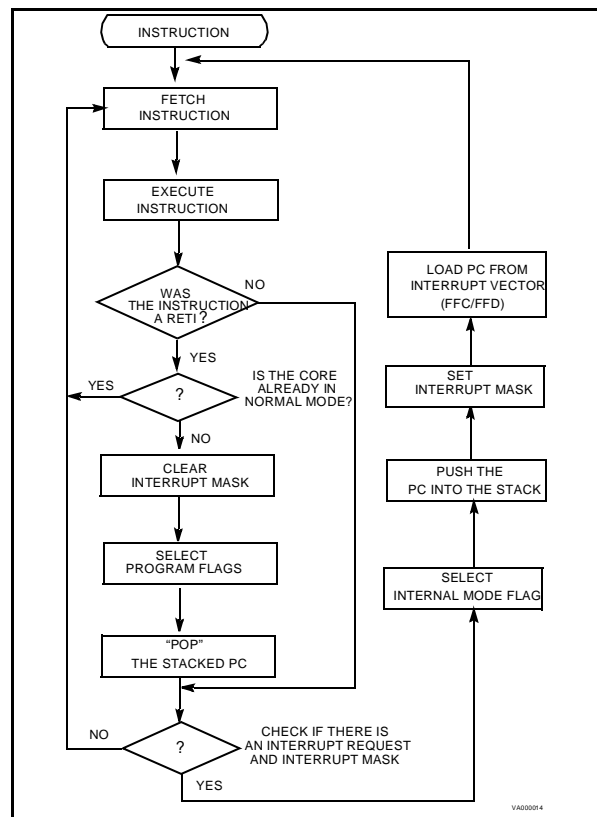 INSTRUCTION
FETCH
INSTRUCTION
EXECUTE
INSTRUCTION
WAS
THE INSTRUCTION
A RETI ?
NO
YES
?
IS THE CORE
ALREADY IN
NORMAL MODE?
YES
NO
CLEAR
INTERRUPT MASK
SELECT
PROGRAM FLAGS
“POP”
THE STACKED PC
?
CHECK IF THERE IS
AN INTERRUPT REQUEST
AND INTERRUPT MASK
NO
YES
SELECT
INTERNAL MODE FLAG
PUSH THE
PC INTO THE STACK
SET
INTERRUPT MASK
LOAD PC FROM
INTERRUPT VECTOR
(FFC/FFD)
VA000014